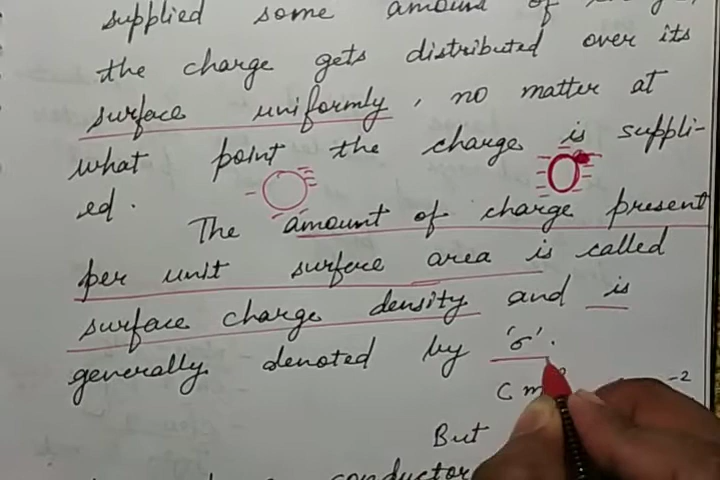 supplied some amount of
the charge gets distributed over its
surface uniformly, no matter at
what point the charge is suppli-
ed.
The amount of charge present
per unit surface area is called
surface charge density and is
generally denoted by 'σ'.
C m -2
But
conductor